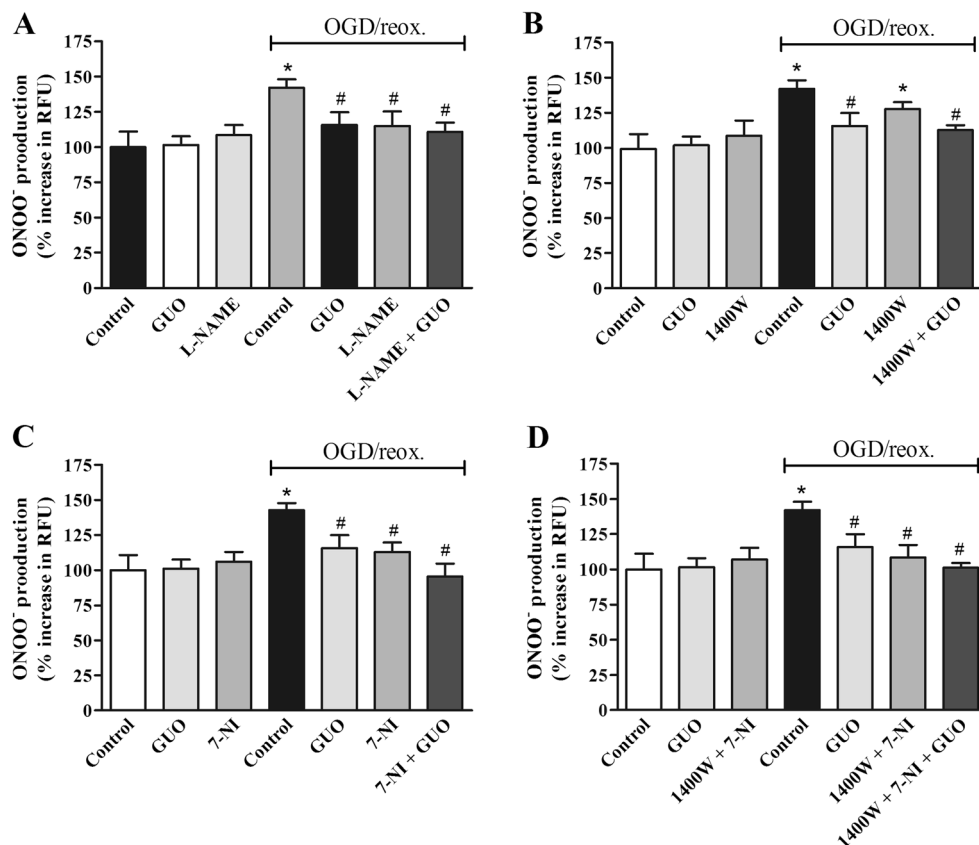 A
OGD/reox.
ONOO⁻ prooduction
(% increase in RFU)
175
150
125
100
75
50
25
0
*
#
#
#
Control
GUO
L-NAME
Control
GUO
L-NAME
L-NAME + GUO
B
OGD/reox.
ONOO⁻ prooduction
(% increase in RFU)
175
150
125
100
75
50
25
0
*
#
*
#
Control
GUO
1400W
Control
GUO
1400W
1400W + GUO
C
OGD/reox.
ONOO⁻ prooduction
(% increase in RFU)
175
150
125
100
75
50
25
0
*
#
#
#
Control
GUO
7-NI
Control
GUO
7-NI
7-NI + GUO
D
OGD/reox.
ONOO⁻ prooduction
(% increase in RFU)
175
150
125
100
75
50
25
0
*
#
#
#
Control
GUO
1400W + 7-NI
Control
GUO
1400W + 7-NI
1400W + 7-NI + GUO